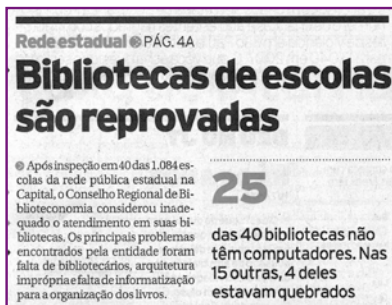 Rede estadual PÁG. 4A
Bibliotecas de escolas
são reprovadas
Após inspeção em 40 das 1.084 es-
colas da rede pública estadual na
Capital, o Conselho Regional de Bi-
blioteconomia considerou inade-
quado o atendimento em suas bi-
bliotecas. Os principais problemas
encontrados pela entidade foram
falta de bibliotecários, arquitetura
imprópria e falta de informatização
para a organização dos livros.
25
das 40 bibliotecas não
têm computadores. Nas
15 outras, 4 deles
estavam quebrados